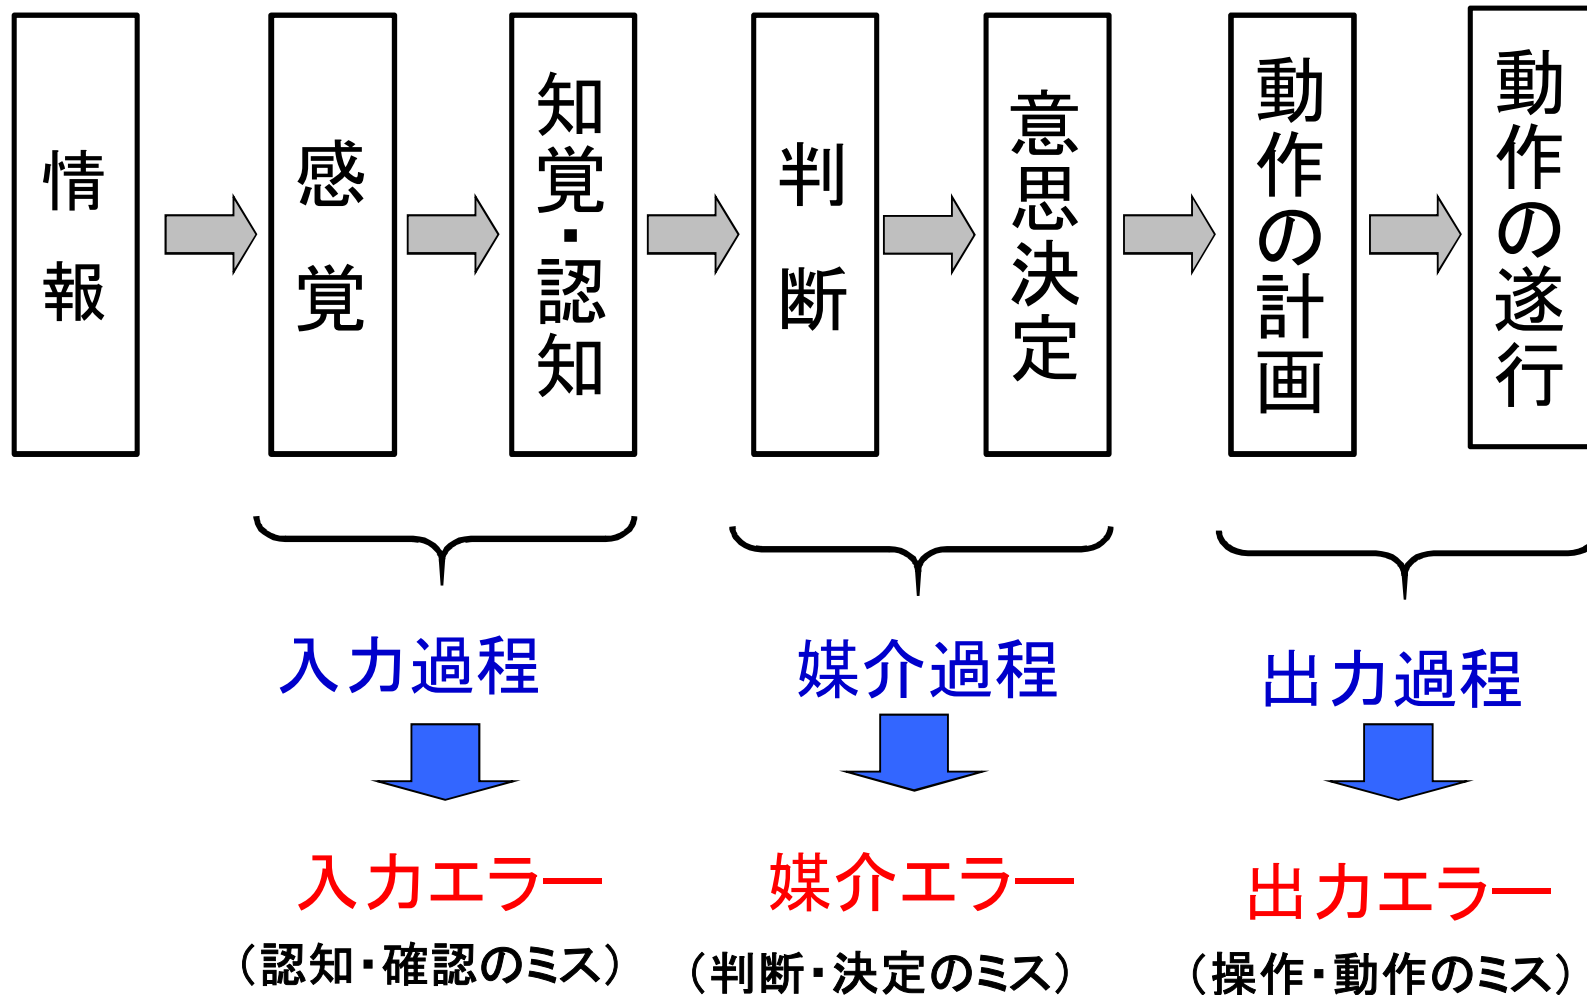 情報
感覚
知覚・認知
判断
意思決定
動作の計画
動作の遂行
入力過程
媒介過程
出力過程
入力エラー
媒介エラー
出力エラー
（認知・確認のミス）
（判断・決定のミス）
（操作・動作のミス）